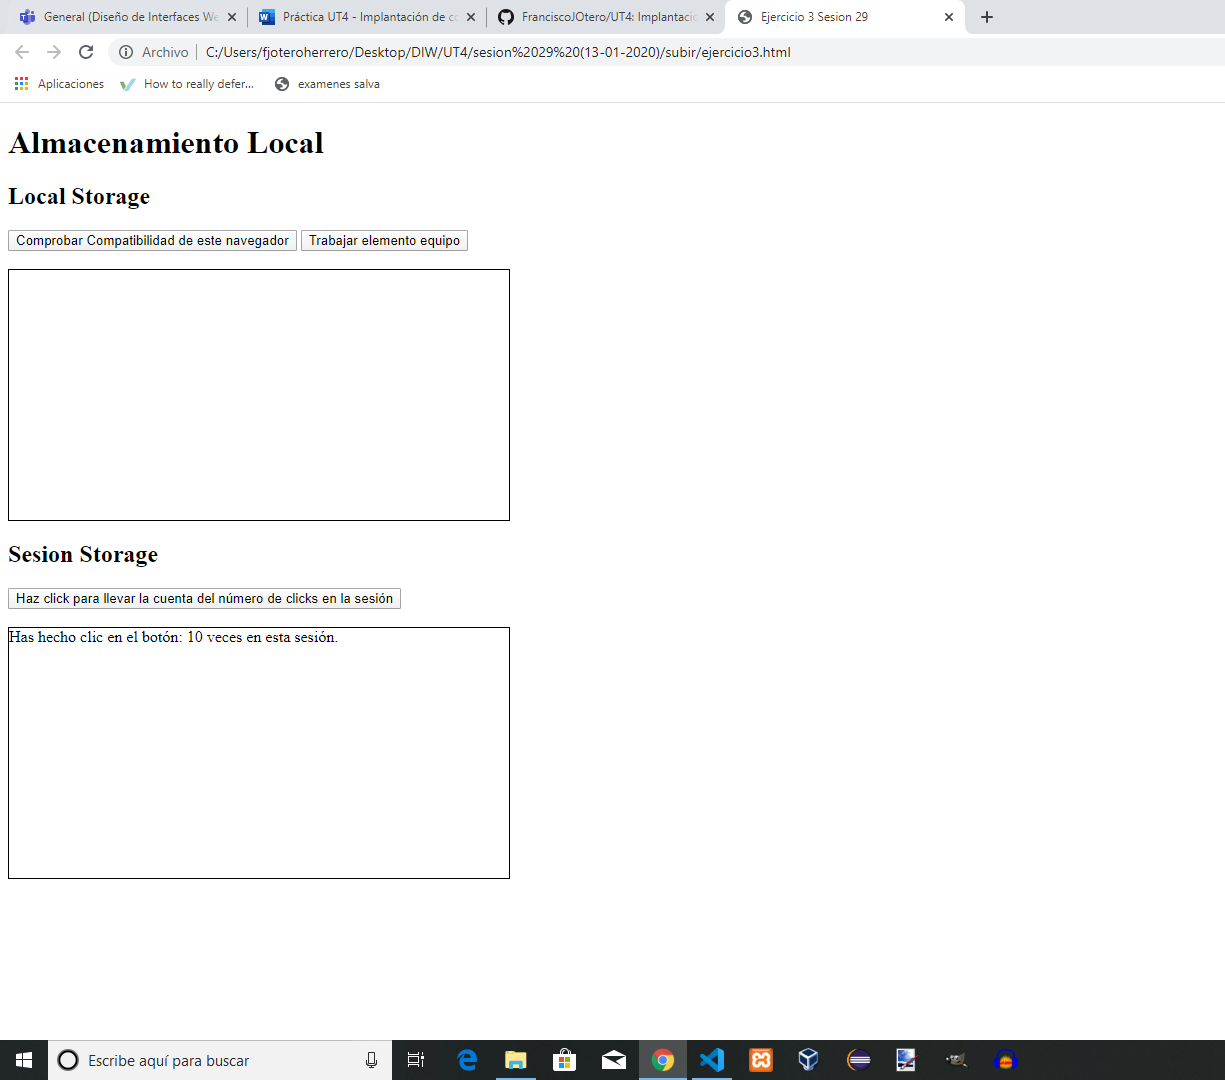 General (Diseño de Interfaces We
Práctica UT4 - Implantación de co
FranciscoJOtero/UT4: Implantació
Ejercicio 3 Sesion 29
Archivo
C:/Users/fjoteroherrero/Desktop/DIW/UT4/sesion%2029%20(13-01-2020)/subir/ejercicio3.html
Aplicaciones
How to really defer...
examenes salva
Almacenamiento Local
Local Storage
Comprobar Compatibilidad de este navegador
Trabajar elemento equipo
Sesion Storage
Haz click para llevar la cuenta del número de clicks en la sesión
Has hecho clic en el botón: 10 veces en esta sesión.
Escribe aquí para buscar